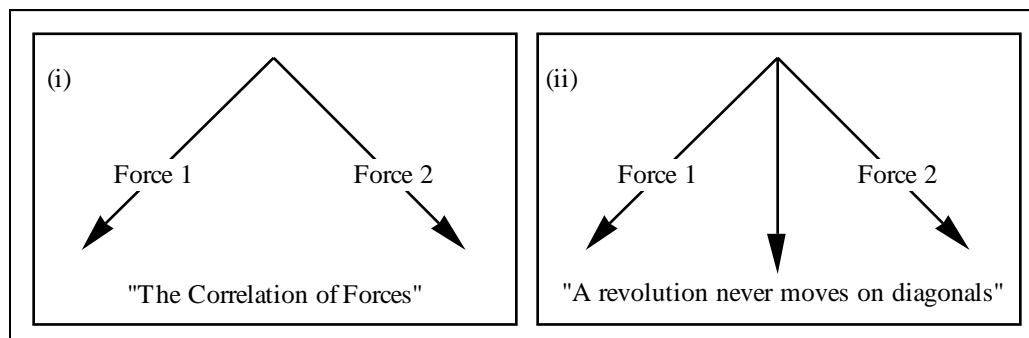 (i)
Force 1
Force 2
"The Correlation of Forces"
(ii)
Force 1
Force 2
"A revolution never moves on diagonals"